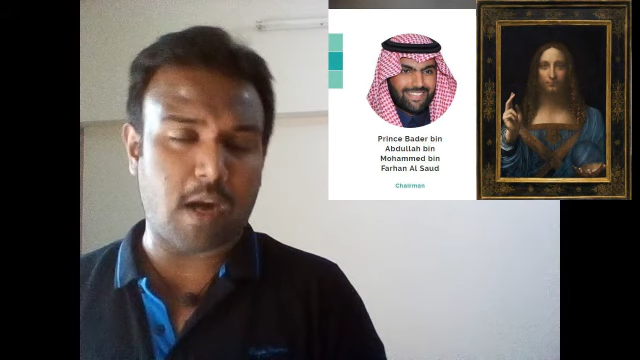 Prince Bader bin
Abdullah bin
Mohammed bin
Farhan Al Saud
Chairman